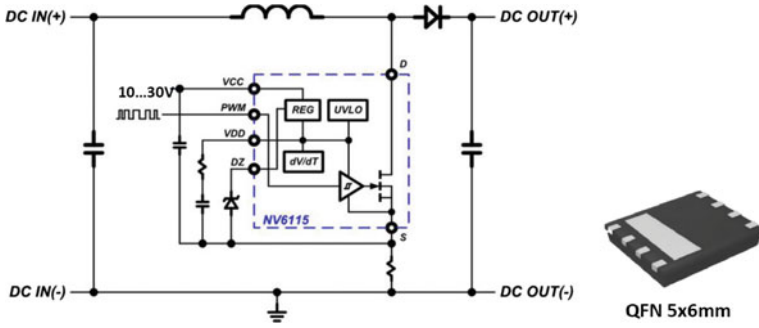 DC IN(+)
DC OUT(+)
D
VCC
10...30V
PWM
REG
UVLO
VDD
dV/dT
DZ
NV6115
S
DC IN(-)
DC OUT(-)
QFN 5x6mm